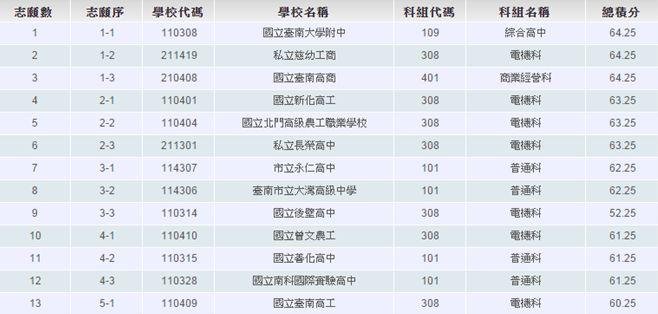 志願數 志願序 學校代碼 學校名稱 科組代碼 科組名稱 總積分
1 1-1 110308 國立臺南大學附中 109 綜合高中 64.25
2 1-2 211419 私立慈幼工商 308 電機科 64.25
3 1-3 210408 國立臺南高商 401 商業經營科 64.25
4 2-1 110401 國立新化高工 308 電機科 63.25
5 2-2 110404 國立北門高級農工職業學校 308 電機科 63.25
6 2-3 211301 私立長榮高中 308 電機科 63.25
7 3-1 114307 市立永仁高中 101 普通科 62.25
8 3-2 114306 臺南市立大灣高級中學 101 普通科 62.25
9 3-3 110314 國立後壁高中 308 電機科 52.25
10 4-1 110410 國立曾文農工 308 電機科 61.25
11 4-2 110315 國立善化高中 101 普通科 61.25
12 4-3 110328 國立南科國際實驗高中 101 普通科 61.25
13 5-1 110409 國立臺南高工 308 電機科 60.25